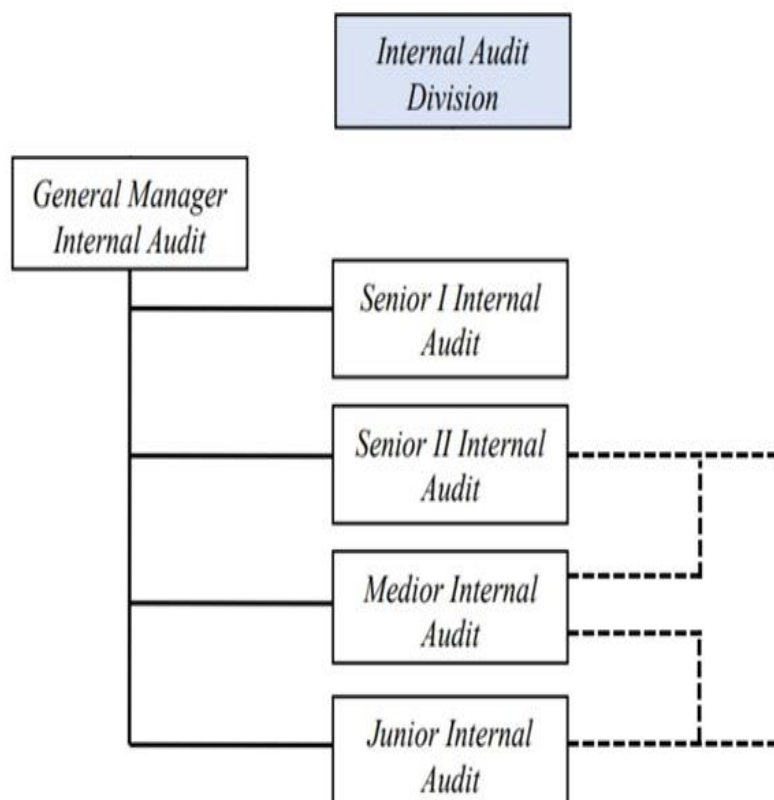 Internal Audit
Division
General Manager
Internal Audit
Senior I Internal
Audit
Senior II Internal
Audit
Medior Internal
Audit
Junior Internal
Audit